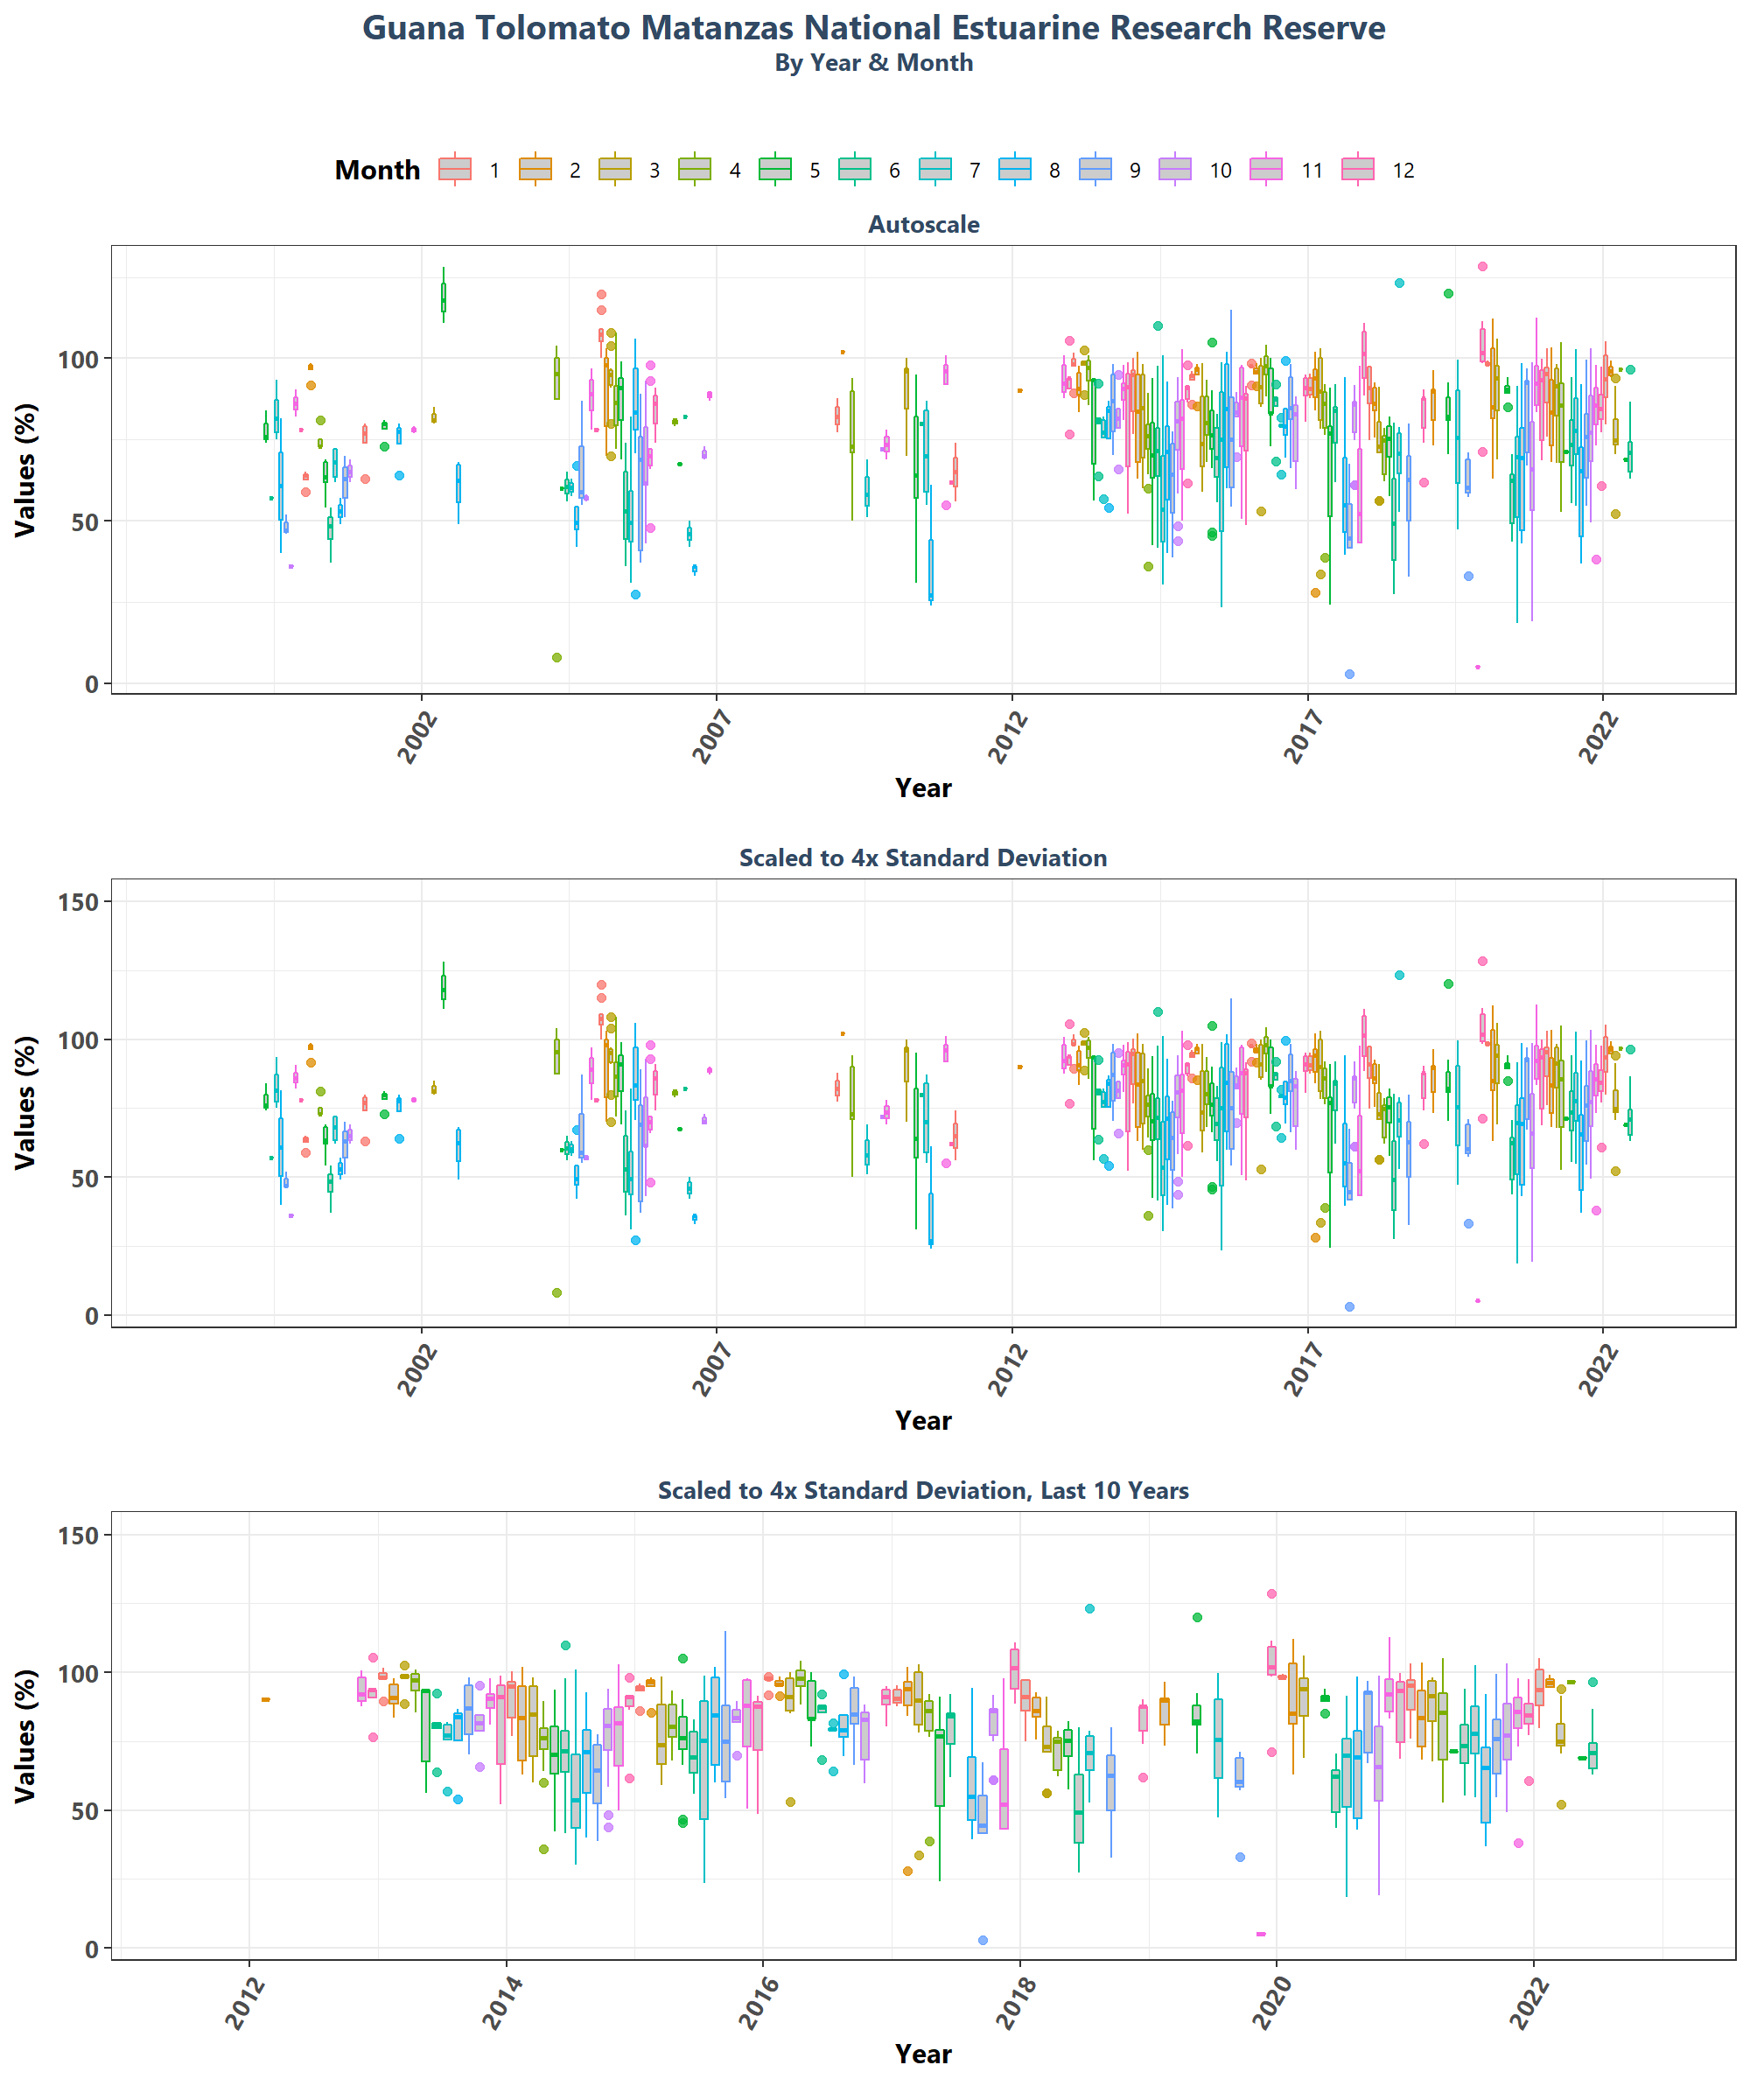 Guana Tolomato Matanzas National Estuarine Research Reserve
By Year & Month
Month 1 2 3 4 5 6 7 8 9 10 11 12
Autoscale
Values (%)
100
50
0
2002 2007 2012 2017 2022
Year
Scaled to 4x Standard Deviation
Values (%)
150
100
50
0
2002 2007 2012 2017 2022
Year
Scaled to 4x Standard Deviation, Last 10 Years
Values (%)
150
100
50
0
2012 2014 2016 2018 2020 2022
Year